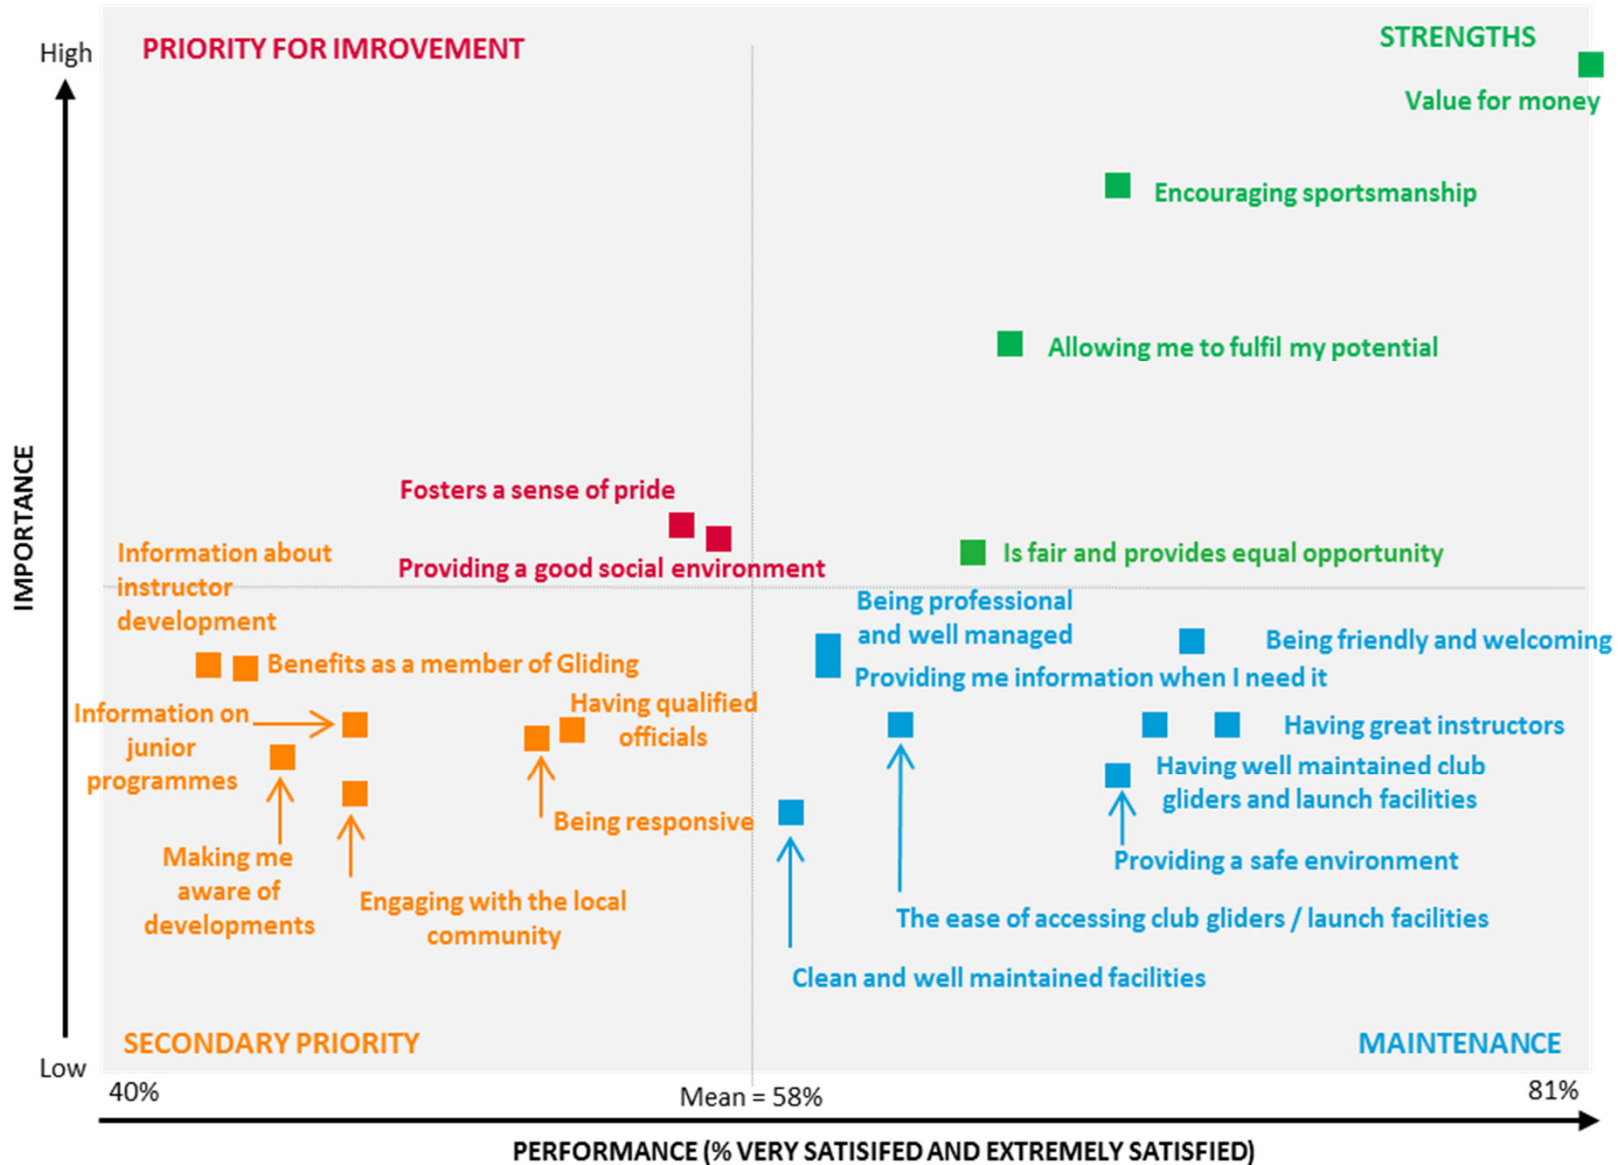 High
PRIORITY FOR IMROVEMENT
STRENGTHS
Value for money
Encouraging sportsmanship
Allowing me to fulfil my potential
Fosters a sense of pride
Providing a good social environment
Is fair and provides equal opportunity
IMPORTANCE
Information about
instructor
development
Benefits as a member of Gliding
Being professional
and well managed
Being friendly and welcoming
Providing me information when I need it
Information on
junior
programmes
Having qualified
officials
Having great instructors
Having well maintained club
gliders and launch facilities
Being responsive
Providing a safe environment
Making me
aware of
developments
Engaging with the local
community
The ease of accessing club gliders / launch facilities
Clean and well maintained facilities
SECONDARY PRIORITY
MAINTENANCE
Low
40%
Mean = 58%
81%
PERFORMANCE (% VERY SATISIFED AND EXTREMELY SATISFIED)